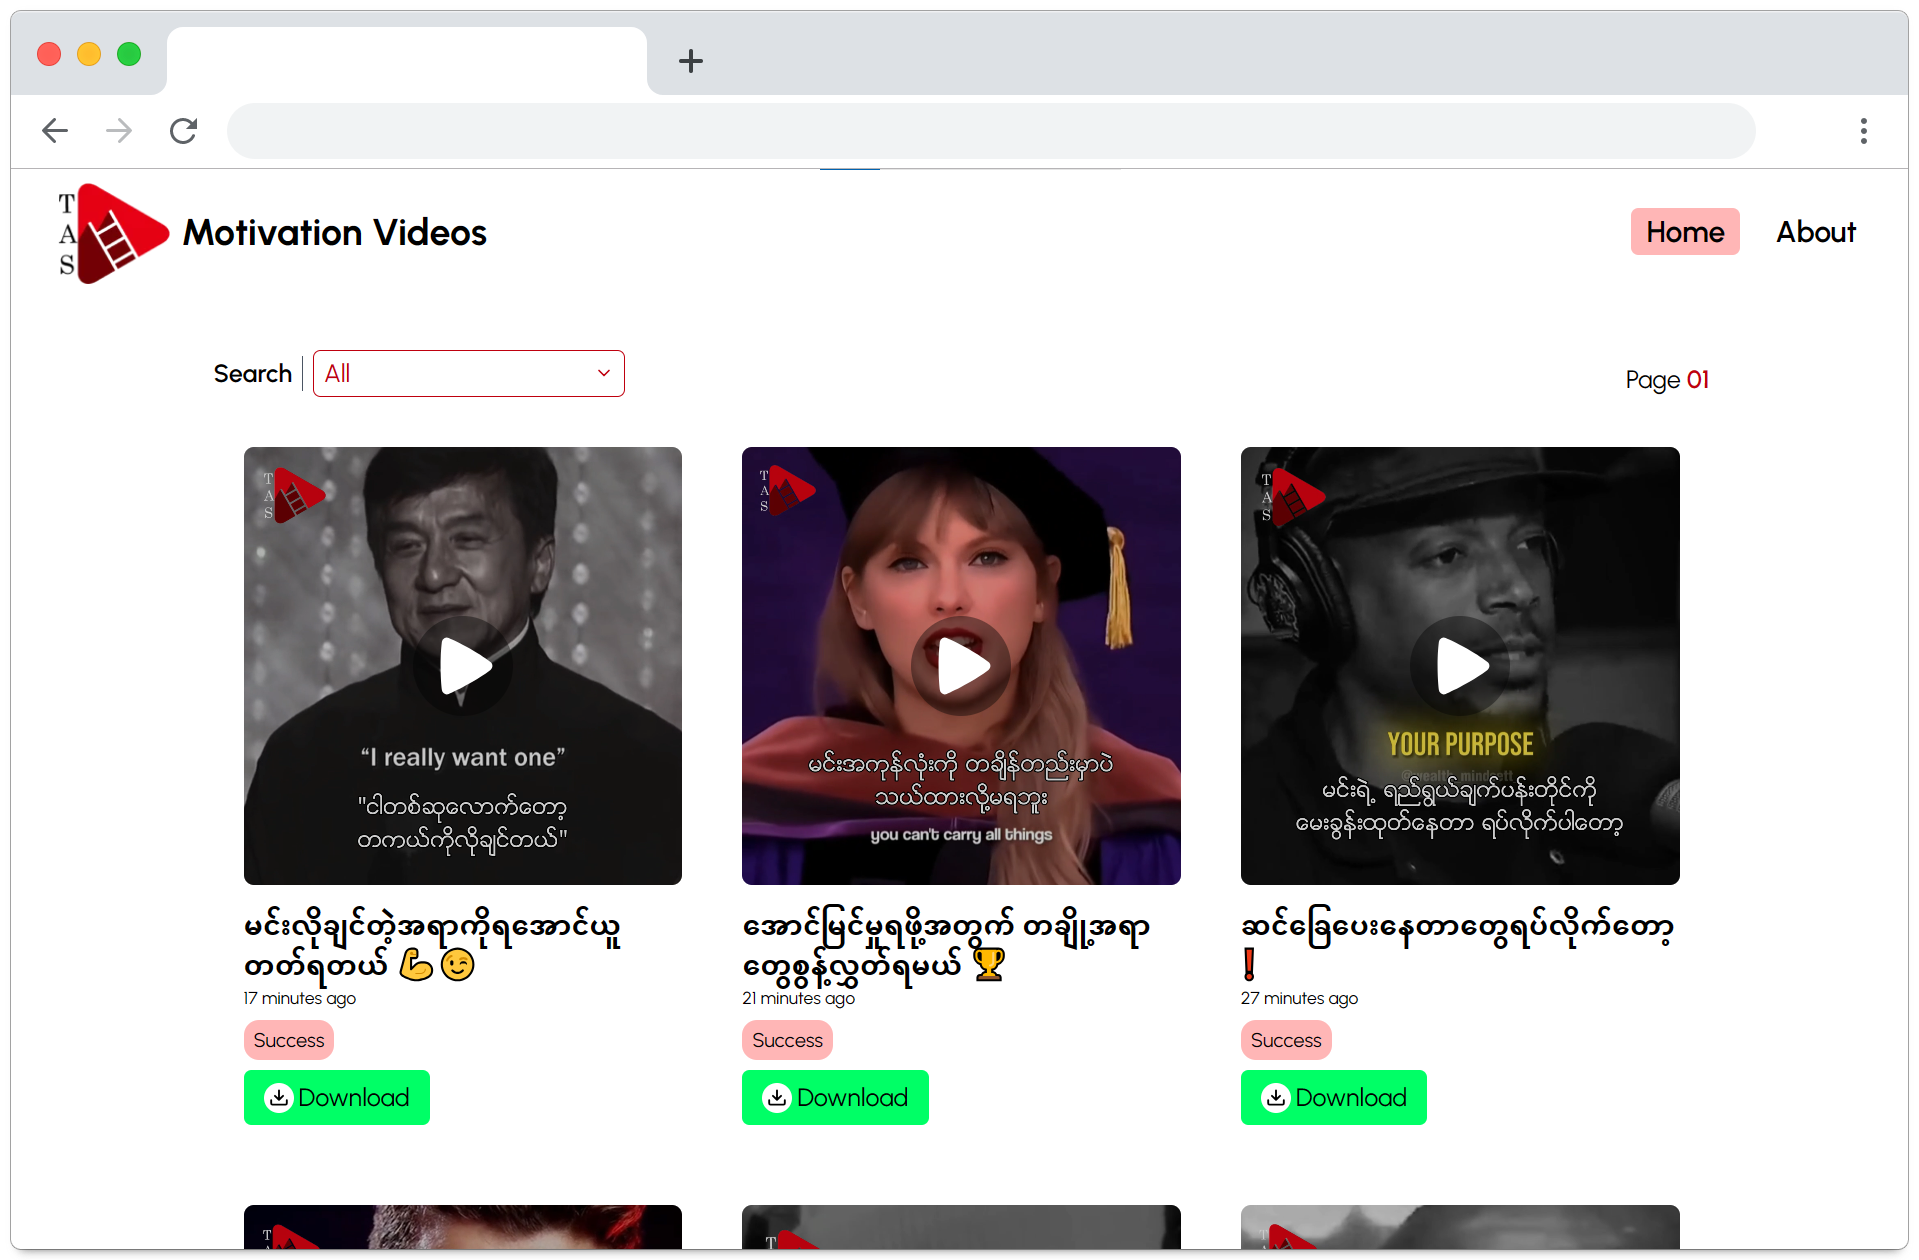 T
A
S
Motivation Videos
Home
About
Search
All
Page 01
T
A
S
“I really want one”
"ငါတစ်ဆုလောက်တော့
တကယ်ကိုလိုချင်တယ်"
T
A
S
မင်းအကုန်လုံးကို တချိန်တည်းမှာပဲ
သယ်ထားလို့မရဘူး
you can't carry all things
T
A
S
YOUR PURPOSE
@wealth_mindsett
မင်းရဲ့ ရည်ရွယ်ချက်ပန်းတိုင်ကို
မေးခွန်းထုတ်နေတာ ရပ်လိုက်ပါတော့
မင်းလိုချင်တဲ့အရာကိုရအောင်ယူ
တတ်ရတယ် 💪😉
17 minutes ago
Success
Download
အောင်မြင်မှုရဖို့အတွက် တချို့အရာ
တွေစွန့်လွှတ်ရမယ် 🏆
21 minutes ago
Success
Download
ဆင်ခြေပေးနေတာတွေရပ်လိုက်တော့
❗
27 minutes ago
Success
Download
T
A
T
T